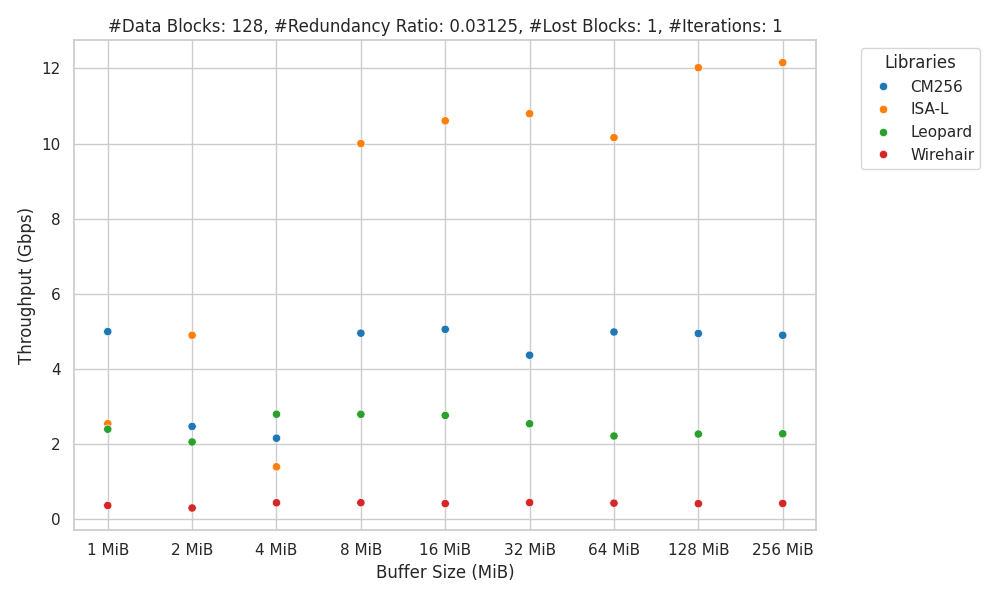 #Data Blocks: 128, #Redundancy Ratio: 0.03125, #Lost Blocks: 1, #Iterations: 1
Libraries
CM256
ISA-L
Leopard
Wirehair
Throughput (Gbps)
12
10
8
6
4
2
0
1 MiB 2 MiB 4 MiB 8 MiB 16 MiB 32 MiB 64 MiB 128 MiB 256 MiB
Buffer Size (MiB)